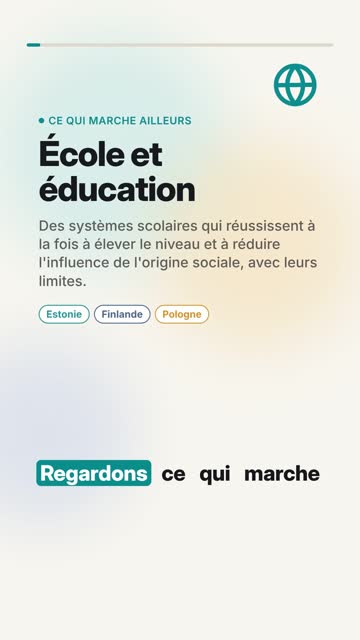 CE QUI MARCHE AILLEURS
École et
éducation
Des systèmes scolaires qui réussissent à
la fois à élever le niveau et à réduire
l'influence de l'origine sociale, avec leurs
limites.
Estonie Finlande Pologne
Regardons ce qui marche